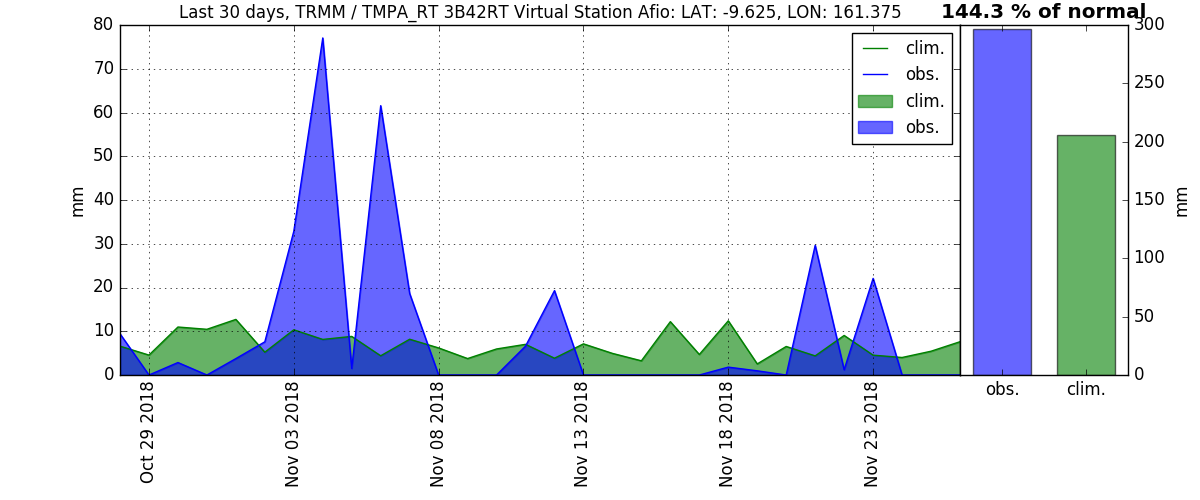 Last 30 days, TRMM / TMPA_RT 3B42RT Virtual Station Afio: LAT: -9.625, LON: 161.375
144.3 % of normal
80
70
60
50
40
30
20
10
0
mm
clim.
obs.
clim.
obs.
Oct 29 2018
Nov 03 2018
Nov 08 2018
Nov 13 2018
Nov 18 2018
Nov 23 2018
300
250
200
150
100
50
0
mm
obs.
clim.